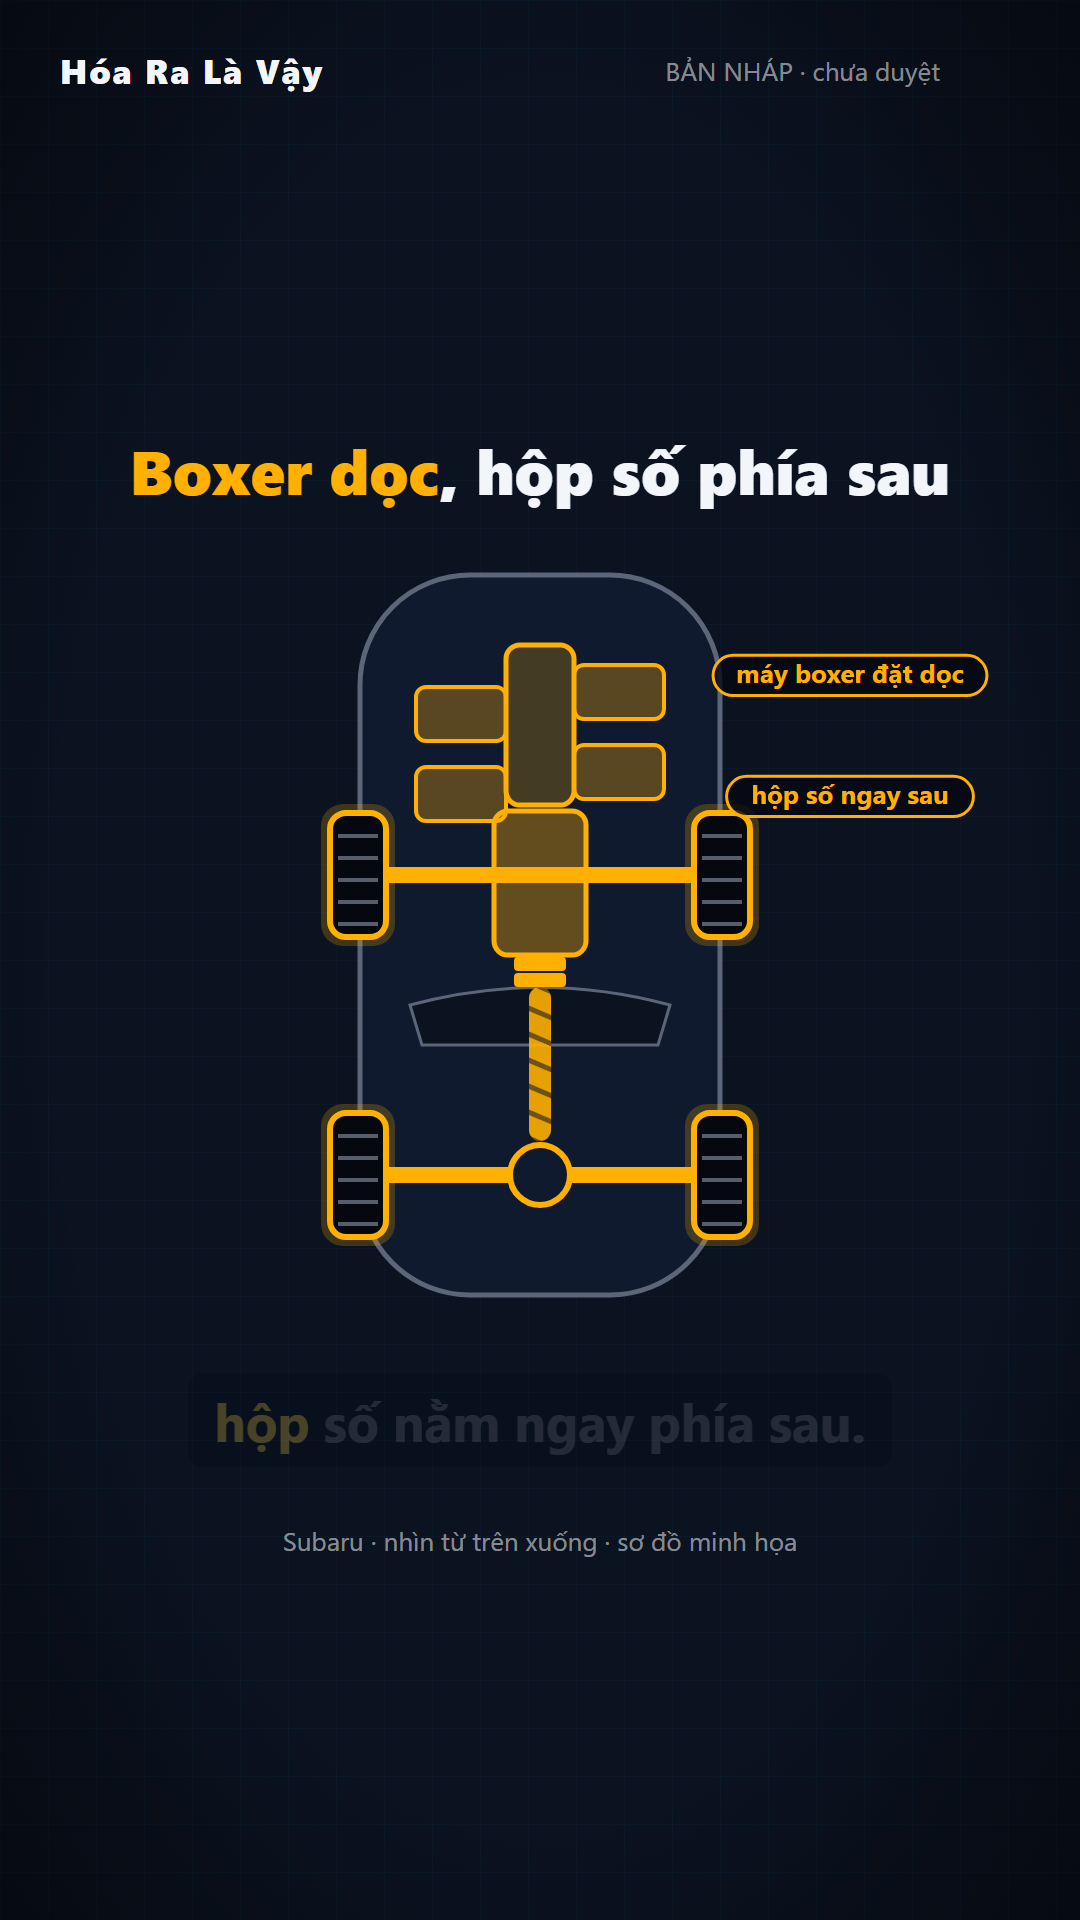 Hóa Ra Là Vậy
BẢN NHÁP · chưa duyệt
Boxer dọc, hộp số phía sau
máy boxer đặt dọc
hộp số ngay sau
hộp số nằm ngay phía sau.
Subaru · nhìn từ trên xuống · sơ đồ minh họa